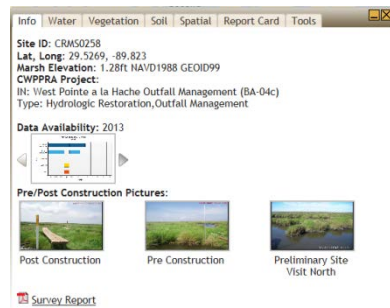 Info Water Vegetation Soil Spatial Report Card Tools
Site ID: CRMS0258
Lat, Long: 29.5269, -89.823
Marsh Elevation: 1.28ft NAVD1988 GEOID99
CWPPRA Project:
IN: West Pointe a la Hache Outfall Management (BA-04c)
Type: Hydrologic Restoration,Outfall Management
Data Availability: 2013
Pre/Post Construction Pictures:
Post Construction Pre Construction Preliminary Site
Visit North
Survey Report